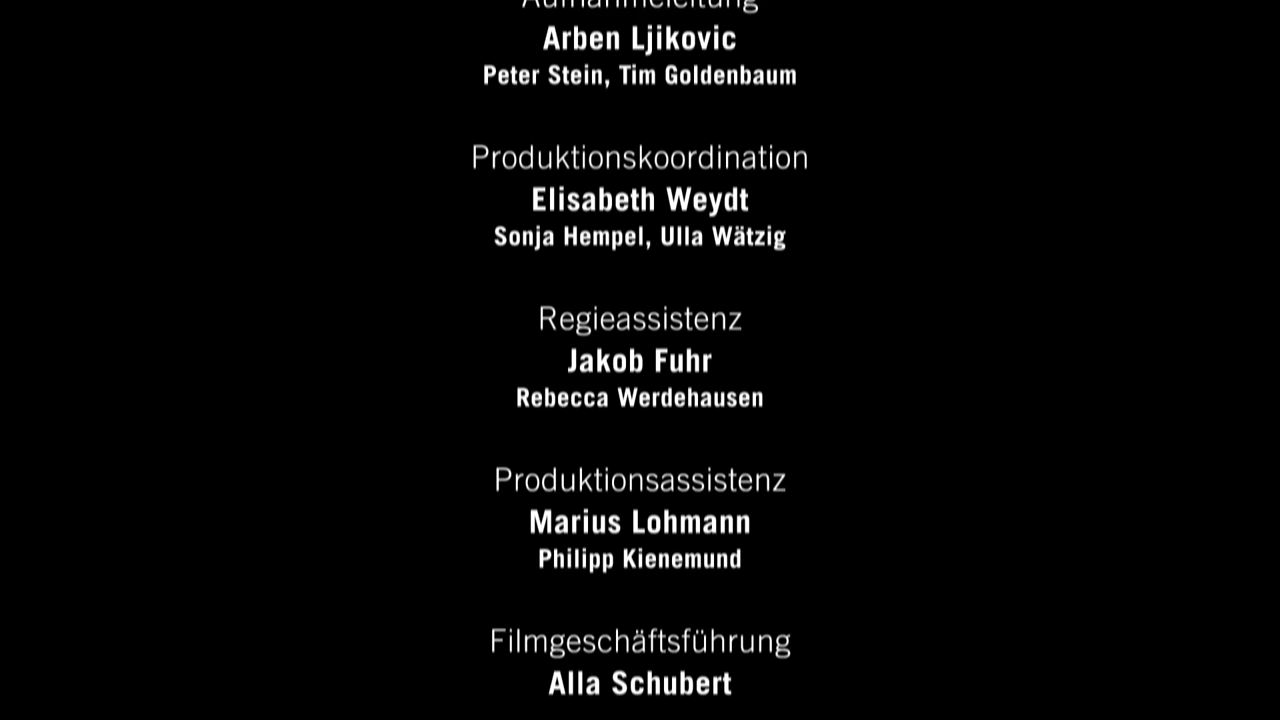 Aufnahmeleitung
Arben Ljikovic
Peter Stein, Tim Goldenbaum
Produktionskoordination
Elisabeth Weydt
Sonja Hempel, Ulla Wätzig
Regieassistenz
Jakob Fuhr
Rebecca Werdehausen
Produktionsassistenz
Marius Lohmann
Philipp Kienemund
Filmgeschäftsführung
Alla Schubert